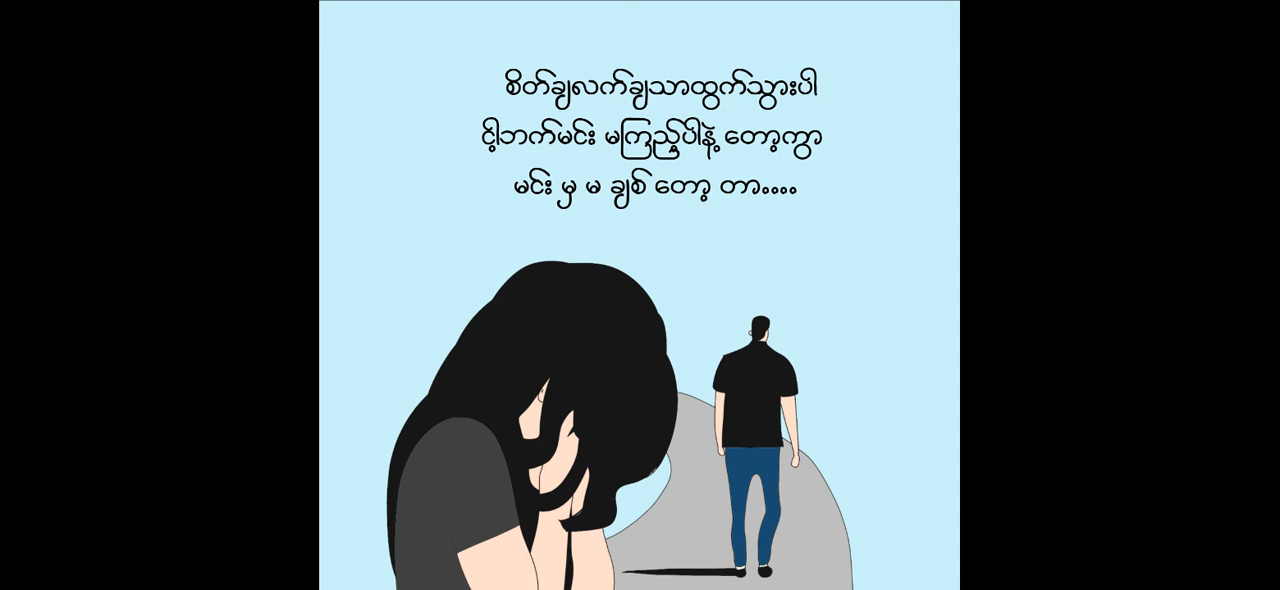 စိတ်ချလက်ချသာထွက်သွားပါ
ငါ့ဘက်မင်း မကြည့်ပါနဲ့ တော့ကွာ
မင်း မှ မ ချစ် တော့ တာ....